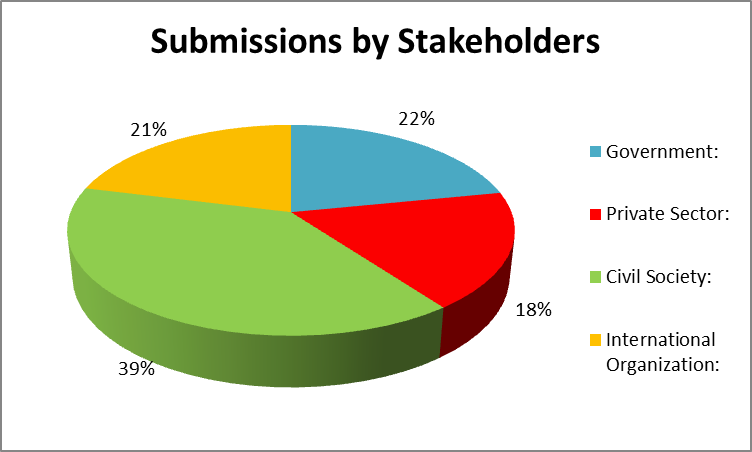 Submissions by Stakeholders
21%
22%
18%
39%
Government:
Private Sector:
Civil Society:
International
Organization: